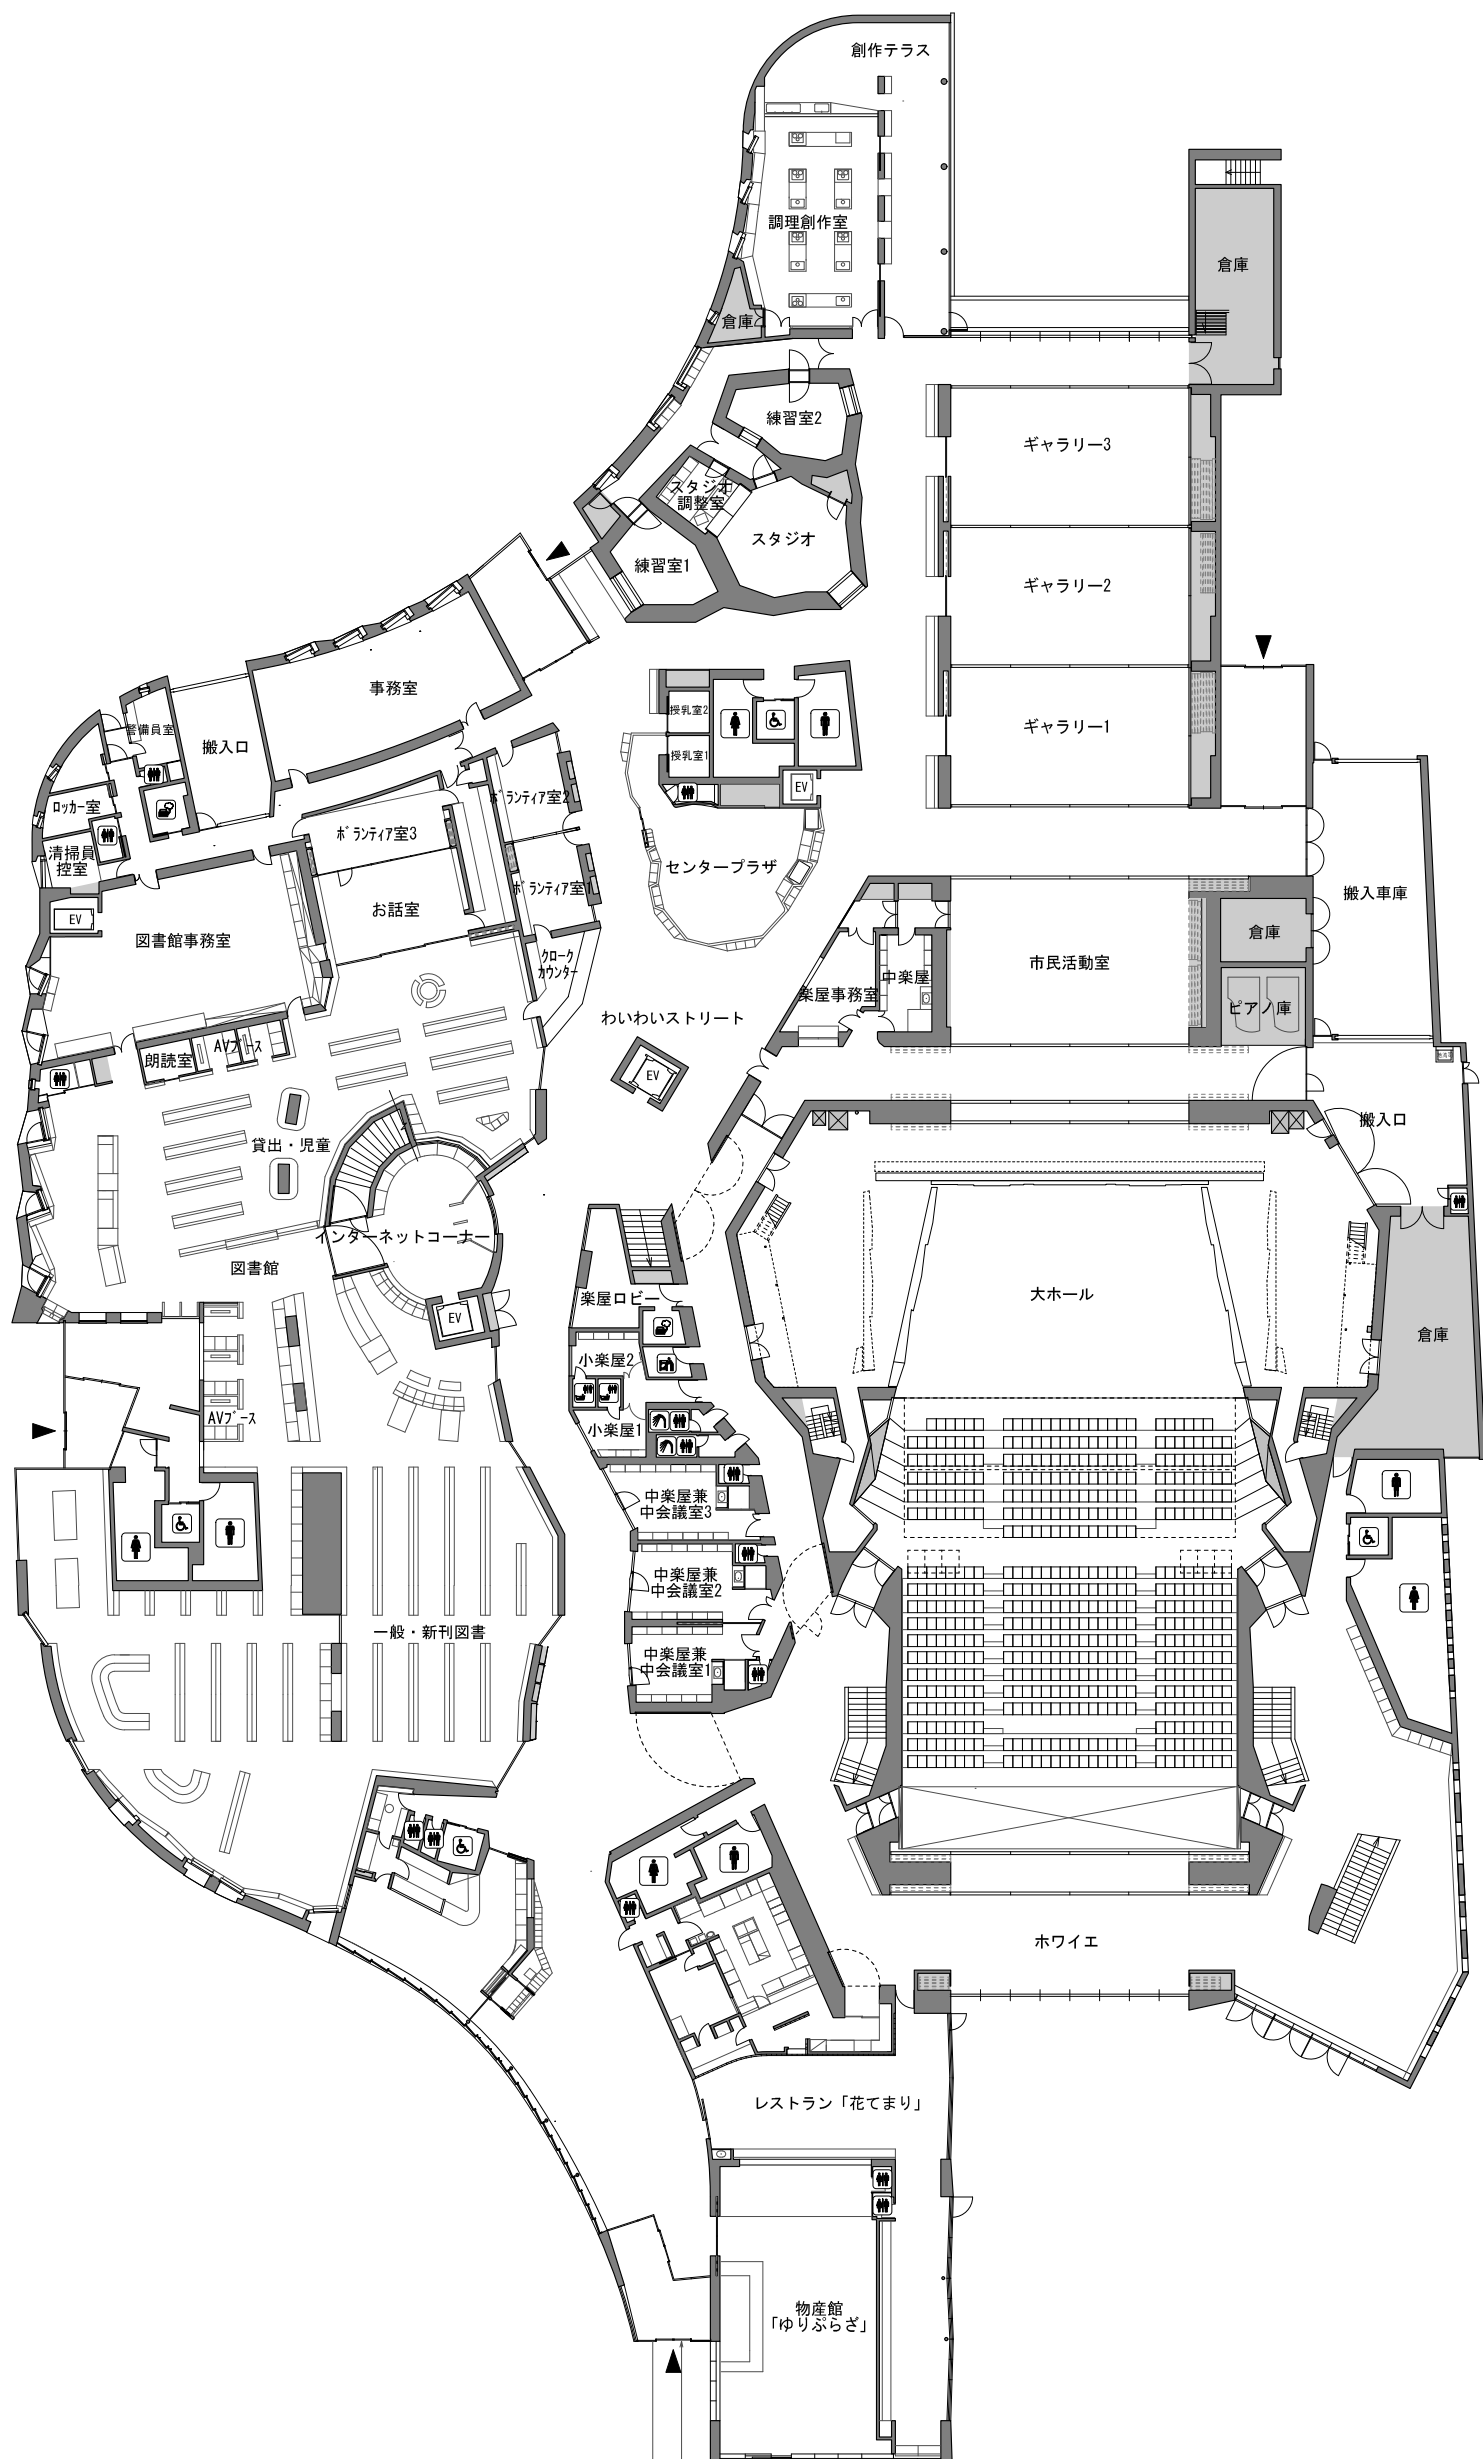 創作テラス
調理創作室
倉庫
倉庫
練習室2
ギャラリー3
スタジオ
調整室
スタジオ
練習室1
ギャラリー2
事務室
授乳室2
警備員室
搬入口
授乳室1
ギャラリー1
EV
ロッカー室
ボランティア室2
ボランティア室3
清掃員
控室
センタープラザ
ボランティア室1
搬入車庫
お話室
EV
図書館事務室
倉庫
クローク
カウンター
市民活動室
中楽屋
楽屋事務室
ピアノ庫
わいわいストリート
AVブース
朗読室
EV
搬入口
貸出・児童
インターネットコーナー
図書館
楽屋ロビー
大ホール
EV
倉庫
小楽屋2
AVブース
小楽屋1
中楽屋兼
中会議室3
中楽屋兼
中会議室2
一般・新刊図書
中楽屋兼
中会議室1
ホワイエ
レストラン「花てまり」
物産館
「ゆりぷらざ」